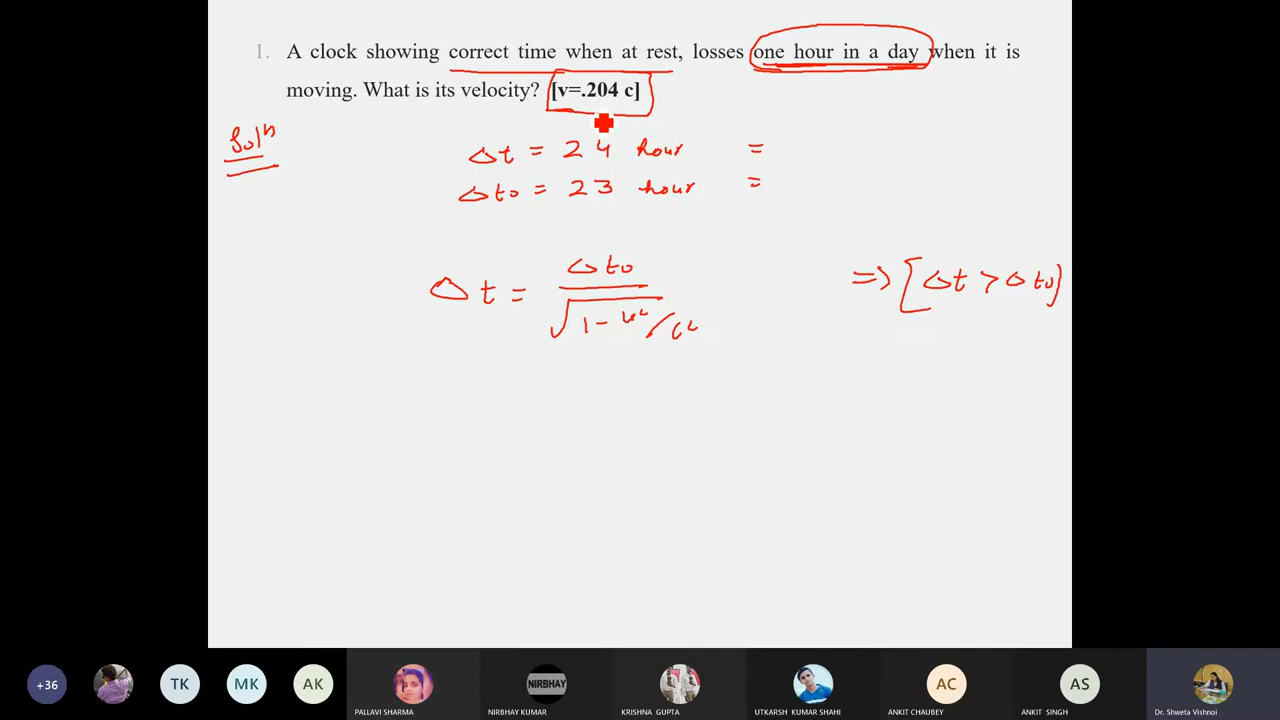 1. A clock showing correct time when at rest, losses one hour in a day when it is
moving. What is its velocity? [v=.204 c]
Solⁿ
Δt = 24 hour =
Δt₀ = 23 hour =
Δt = Δt₀ / √1 - v²/c² ⇒ [Δt > Δt₀]
+36 TK MK AK NIRBHAY AC AS
PALLAVI SHARMA NIRBHAY KUMAR KRISHNA GUPTA UTKARSH KUMAR SHAHI ANKIT CHAUBEY ANKIT SINGH Dr. Shweta Vishnoi